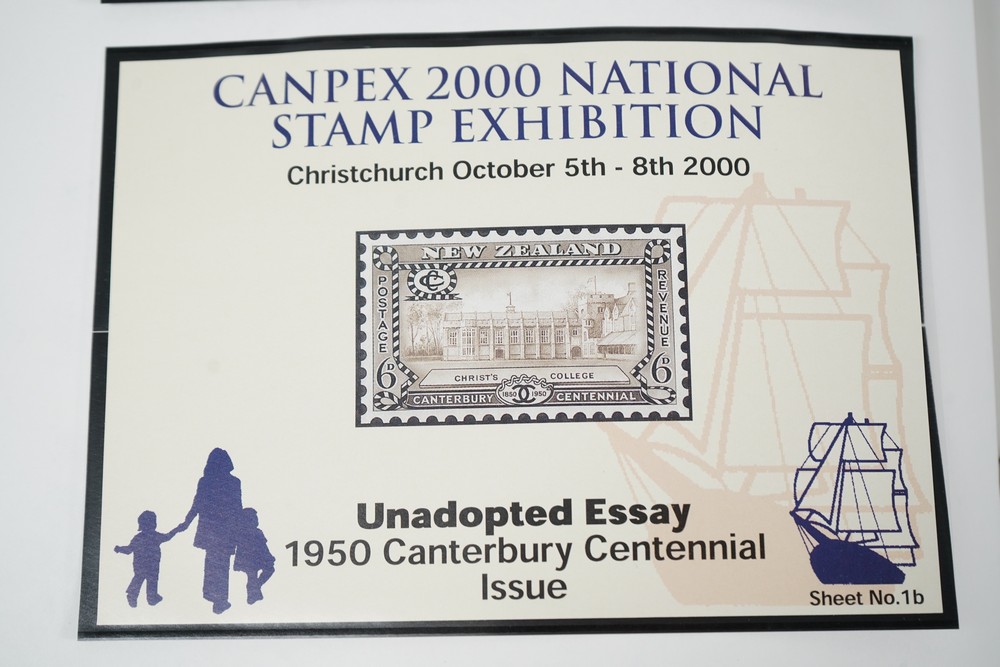 CANPEX 2000 NATIONAL
STAMP EXHIBITION
Christchurch October 5th - 8th 2000
NEW ZEALAND
CCC
POSTAGE
REVENUE
6D
6D
CHRIST'S COLLEGE
CANTERBURY 1850 1950 CENTENNIAL
Unadopted Essay
1950 Canterbury Centennial
Issue
Sheet No.1b